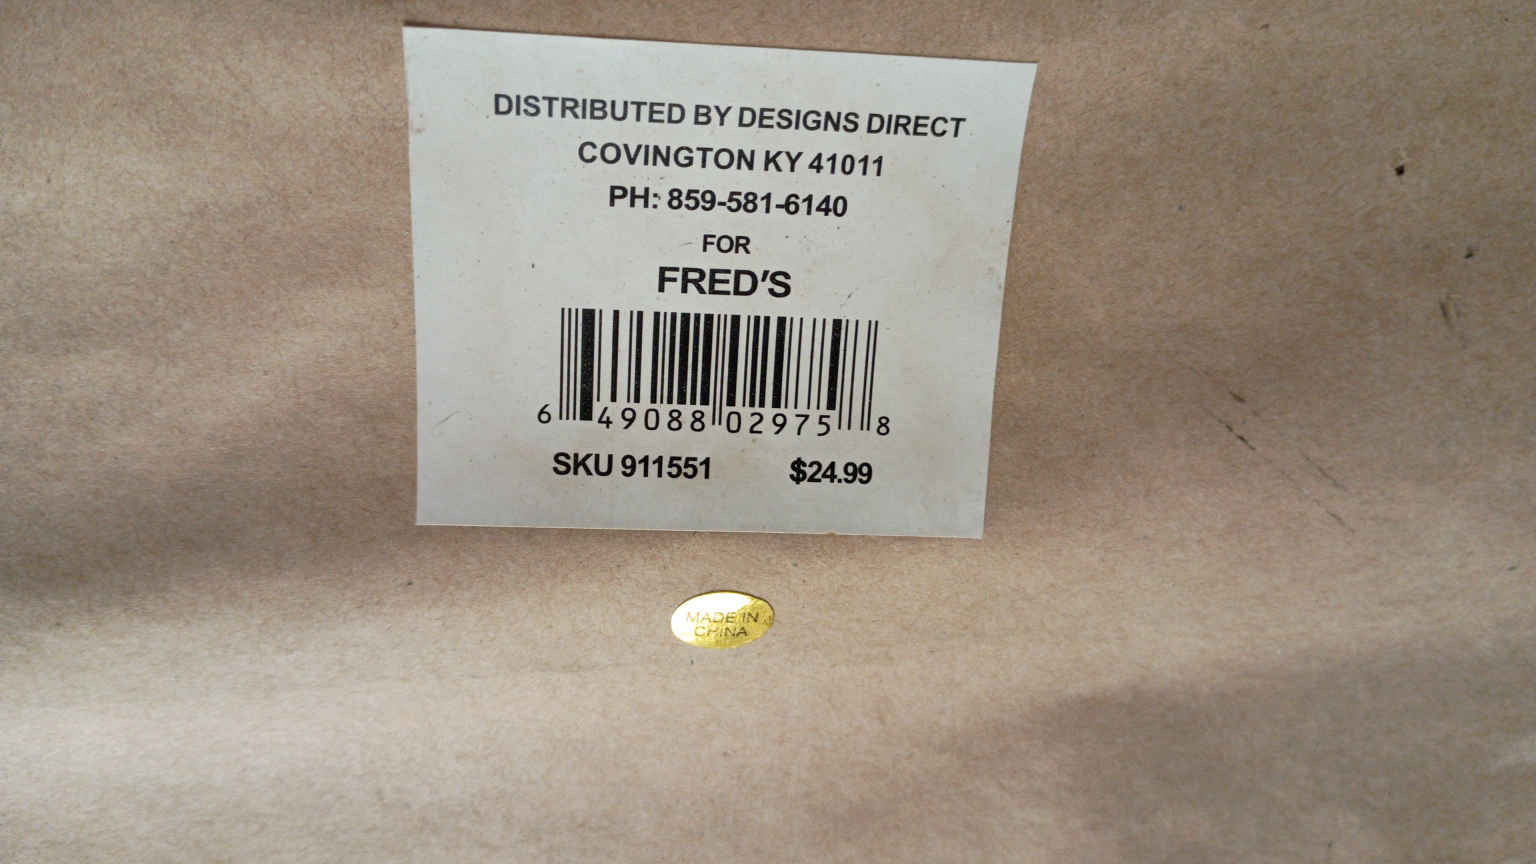 DISTRIBUTED BY DESIGNS DIRECT
COVINGTON KY 41011
PH: 859-581-6140
FOR
FRED'S
6 49088 02975 8
SKU 911551 $24.99
MADE IN
CHINA